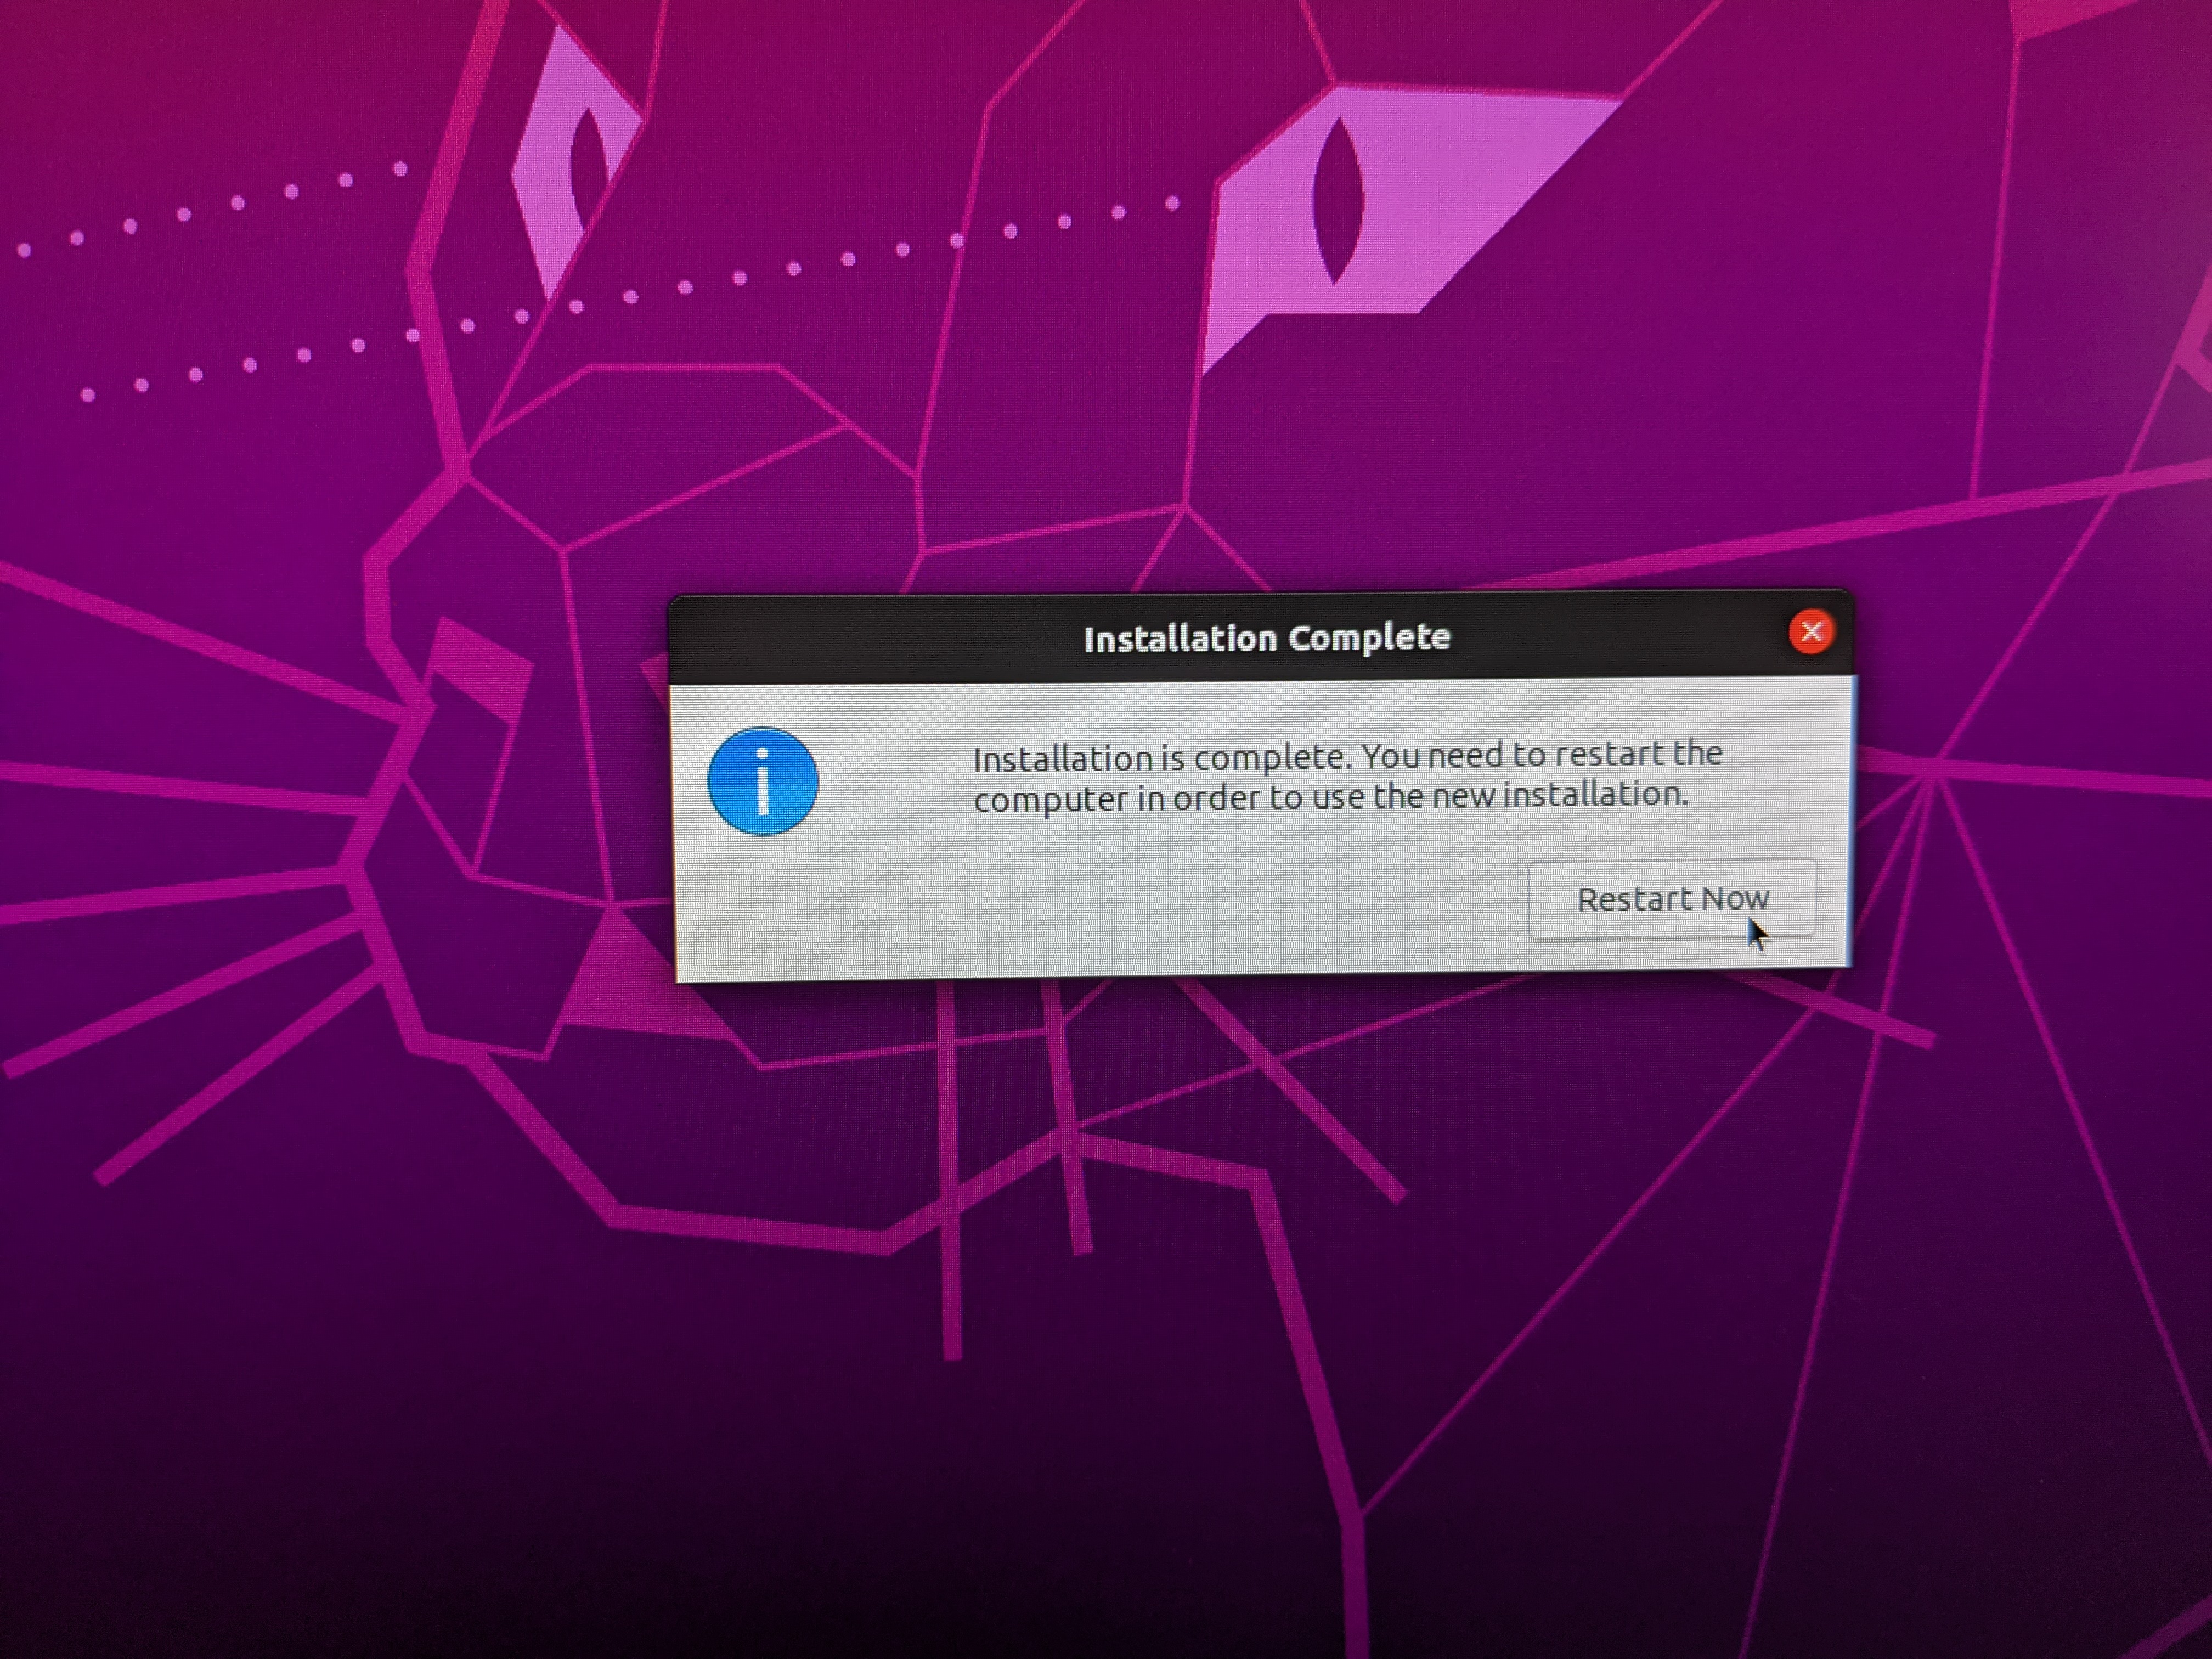 Installation Complete
Installation is complete. You need to restart the
computer in order to use the new installation.
Restart Now